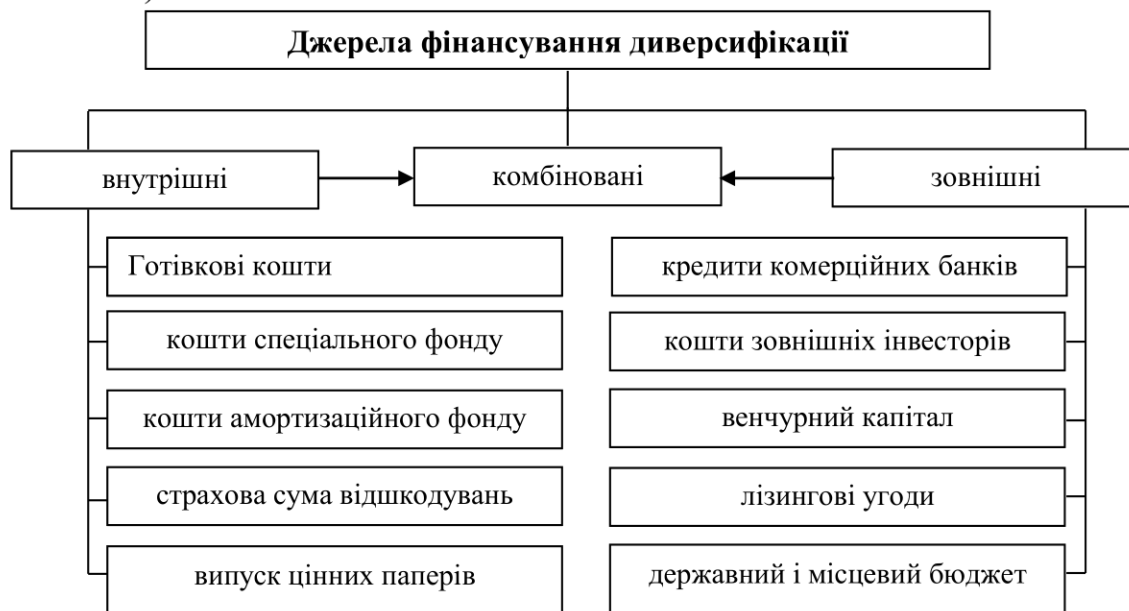 Джерела фінансування диверсифікації
внутрішні
комбіновані
зовнішні
Готівкові кошти
кошти спеціального фонду
кошти амортизаційного фонду
страхова сума відшкодувань
випуск цінних паперів
кредити комерційних банків
кошти зовнішніх інвесторів
венчурний капітал
лізингові угоди
державний і місцевий бюджет